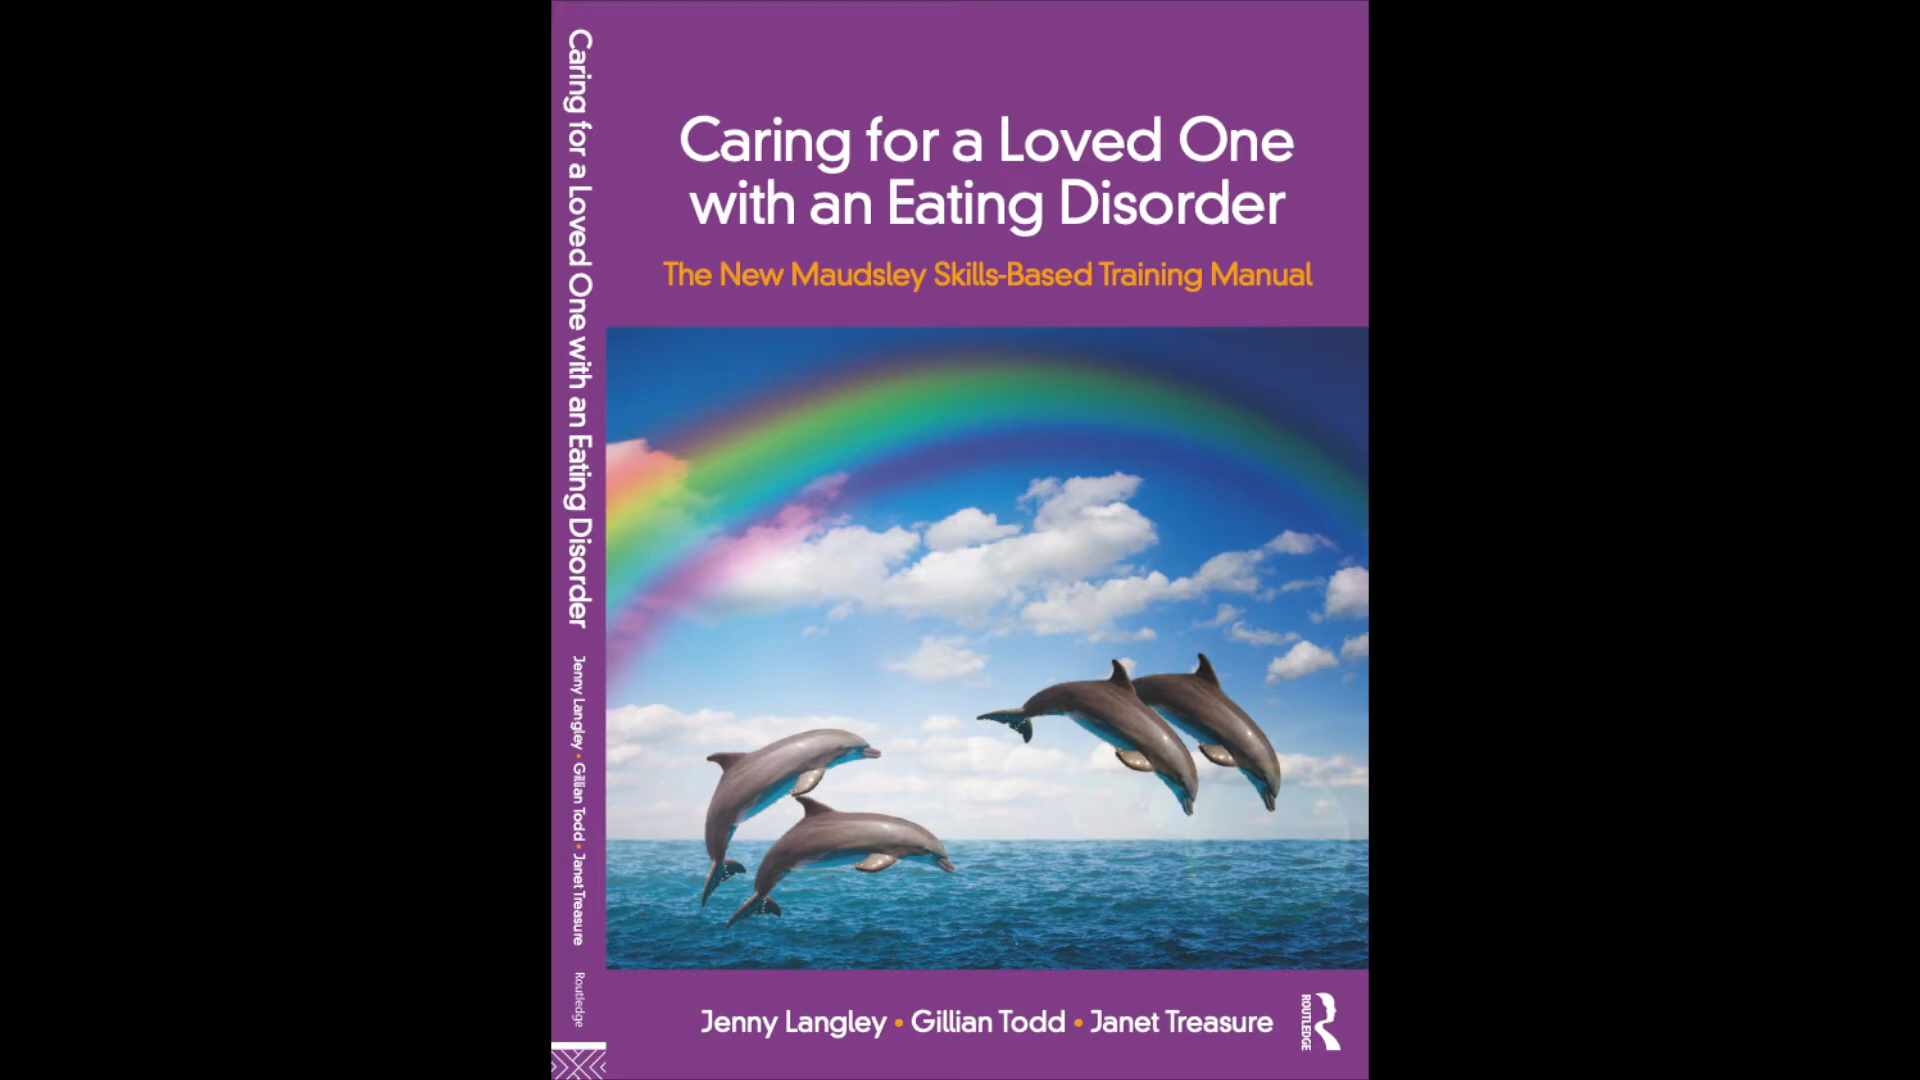 Caring for a Loved One with an Eating Disorder
Jenny Langley • Gillian Todd • Janet Treasure
Routledge
Caring for a Loved One
with an Eating Disorder
The New Maudsley Skills-Based Training Manual
Jenny Langley • Gillian Todd • Janet Treasure
ROUTLEDGE